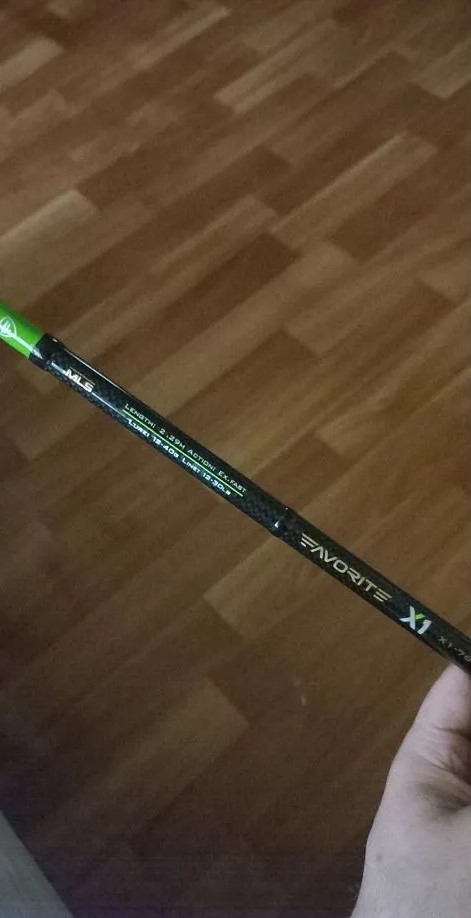 MLS
LENGTH: 2.29M ACTION: EX.FAST
LURE: 12-40G LINE: 12-30LB
FAVORITE
X1